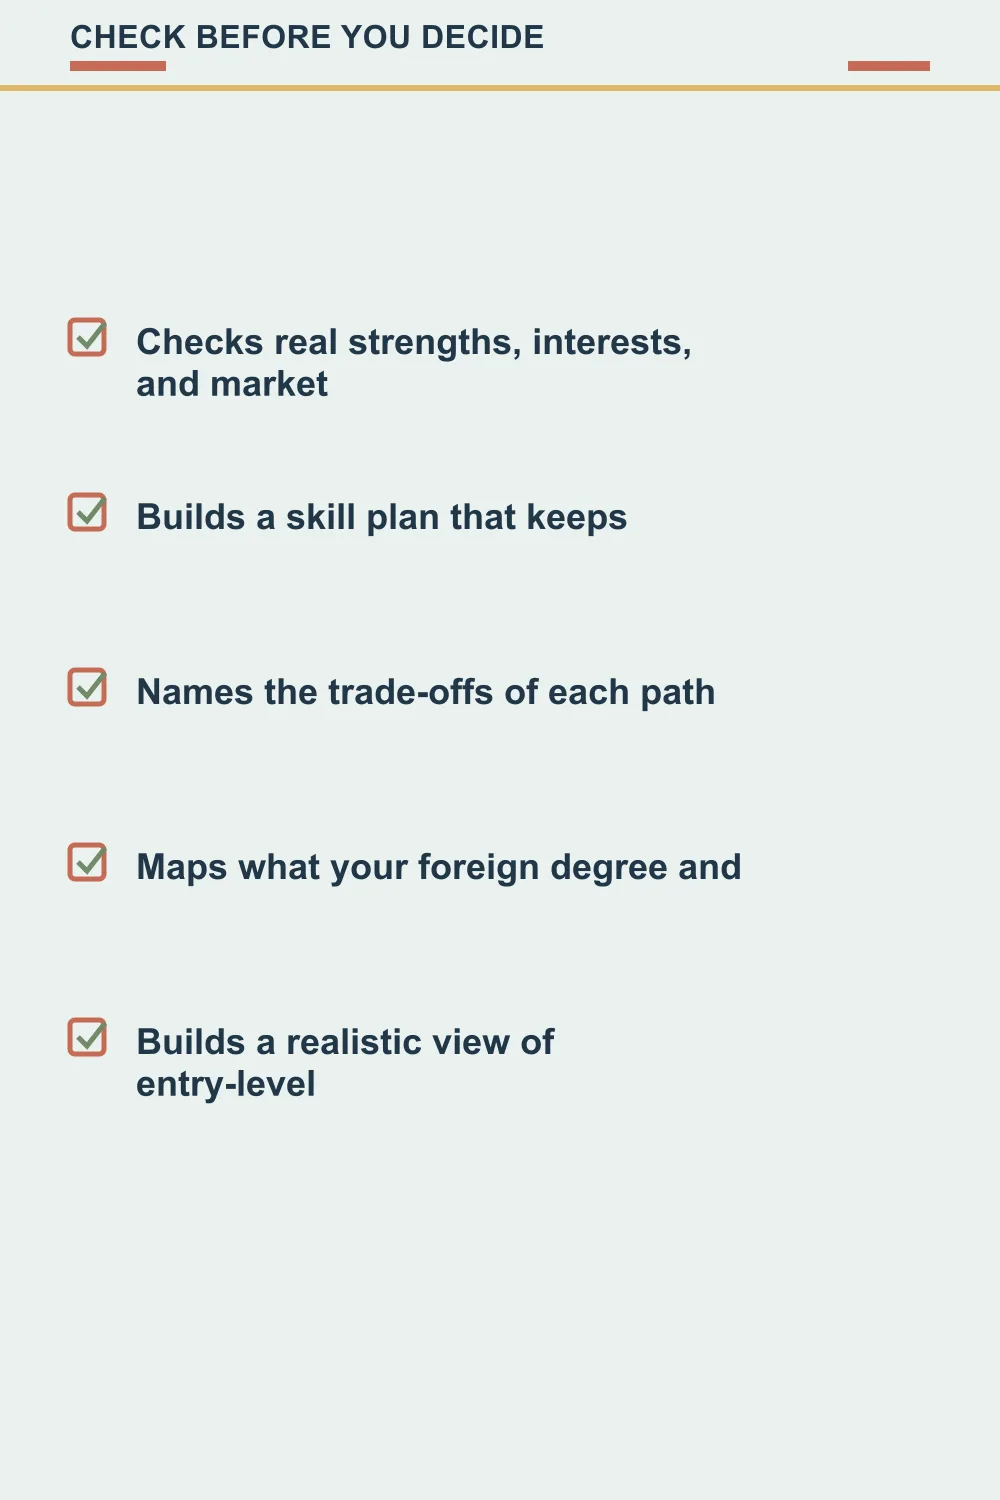 CHECK BEFORE YOU DECIDE
Checks real strengths, interests,
and market
Builds a skill plan that keeps
Names the trade-offs of each path
Maps what your foreign degree and
Builds a realistic view of
entry-level